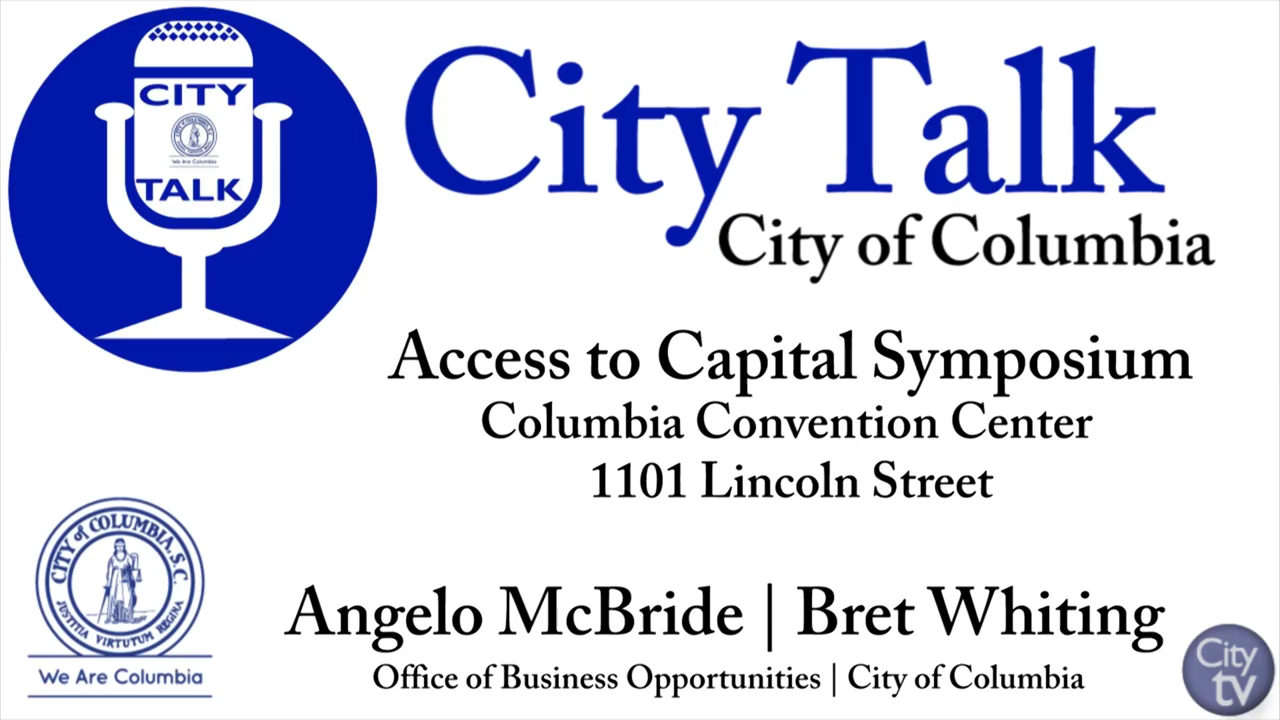 CITY
We Are Columbia
TALK
City Talk
City of Columbia
Access to Capital Symposium
Columbia Convention Center
1101 Lincoln Street
CITY of COLUMBIA, S.C.
JUSTITIA VIRTUTUM REGINA
We Are Columbia
Angelo McBride | Bret Whiting
Office of Business Opportunities | City of Columbia
City
tv